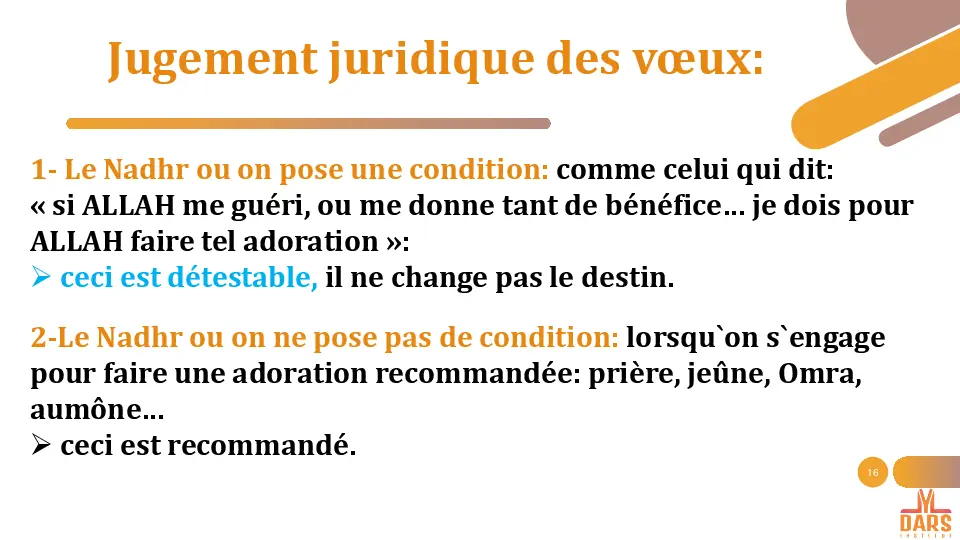 Jugement juridique des vœux:
1- Le Nadhr ou on pose une condition: comme celui qui dit:
« si ALLAH me guéri, ou me donne tant de bénéfice… je dois pour
ALLAH faire tel adoration »:
➢ ceci est détestable, il ne change pas le destin.
2-Le Nadhr ou on ne pose pas de condition: lorsqu`on s`engage
pour faire une adoration recommandée: prière, jeûne, Omra,
aumône…
➢ ceci est recommandé.
16
DARS
INSTITUT